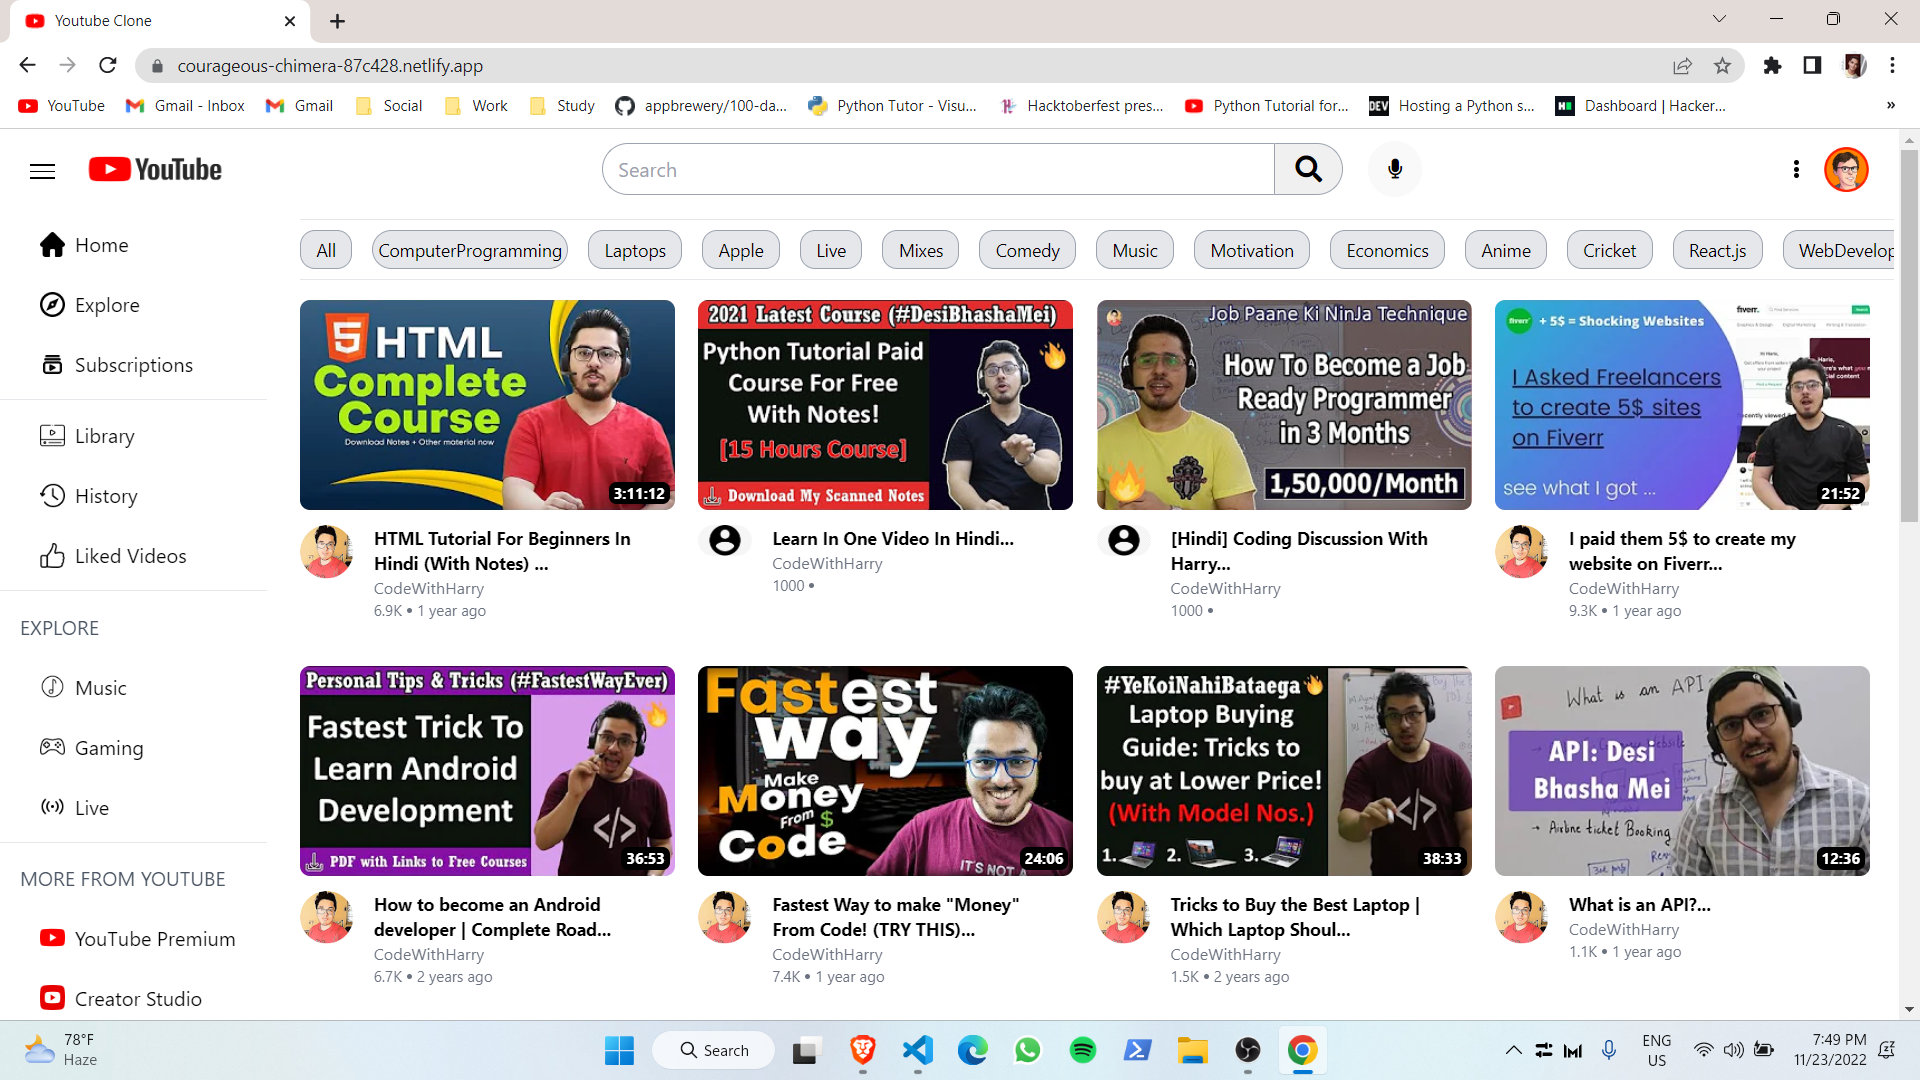 Youtube Clone
courageous-chimera-87c428.netlify.app
YouTube
Gmail - Inbox
Gmail
Social
Work
Study
appbrewery/100-da...
Python Tutor - Visu...
Hacktoberfest pres...
Python Tutorial for...
DEV
Hosting a Python s...
Dashboard | Hacker...
»
YouTube
Search
Home
Explore
Subscriptions
Library
History
Liked Videos
EXPLORE
Music
Gaming
Live
MORE FROM YOUTUBE
YouTube Premium
Creator Studio
All
ComputerProgramming
Laptops
Apple
Live
Mixes
Comedy
Music
Motivation
Economics
Anime
Cricket
React.js
WebDevelop
5 HTML
Complete
Course
Download Notes + Other material now
3:11:12
HTML Tutorial For Beginners In
Hindi (With Notes) ...
CodeWithHarry
6.9K • 1 year ago
2021 Latest Course (#DesiBhashaMei)
Python Tutorial Paid
Course For Free
With Notes!
[15 Hours Course]
Download My Scanned Notes
Learn In One Video In Hindi...
CodeWithHarry
1000 •
Job Paane Ki NinJa Technique
How To Become a Job
Ready Programmer
in 3 Months
1,50,000/Month
[Hindi] Coding Discussion With
Harry...
CodeWithHarry
1000 •
fiverr + 5$ = Shocking Websites
I Asked Freelancers
to create 5$ sites
on Fiverr
see what I got ...
fiverr.
21:52
I paid them 5$ to create my
website on Fiverr...
CodeWithHarry
9.3K • 1 year ago
Personal Tips & Tricks (#FastestWayEver)
Fastest Trick To
Learn Android
Development
</>
PDF with Links to Free Courses
36:53
How to become an Android
developer | Complete Road...
CodeWithHarry
6.7K • 2 years ago
Fastest
way
Make
Money
From $
Code
IT'S NOT A
24:06
Fastest Way to make "Money"
From Code! (TRY THIS)...
CodeWithHarry
7.4K • 1 year ago
#YeKoiNahiBataega
Laptop Buying
Guide: Tricks to
buy at Lower Price!
(With Model Nos.)
1. 2. 3.
</>
38:33
Tricks to Buy the Best Laptop |
Which Laptop Shoul...
CodeWithHarry
1.5K • 2 years ago
What is an API
API: Desi
Bhasha Mei
→ Airline ticket Booking
12:36
What is an API?...
CodeWithHarry
1.1K • 1 year ago
78°F
Haze
Search
ENG
US
7:49 PM
11/23/2022